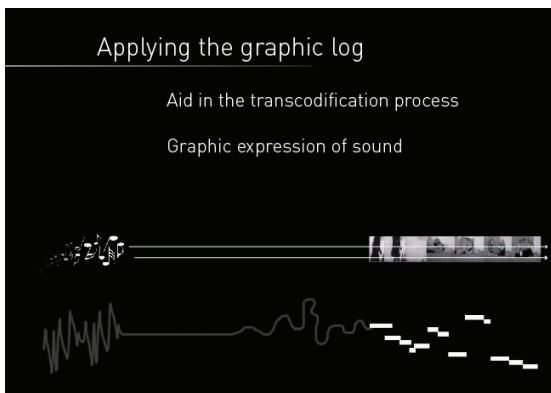 Applying the graphic log
Aid in the transcodification process
Graphic expression of sound